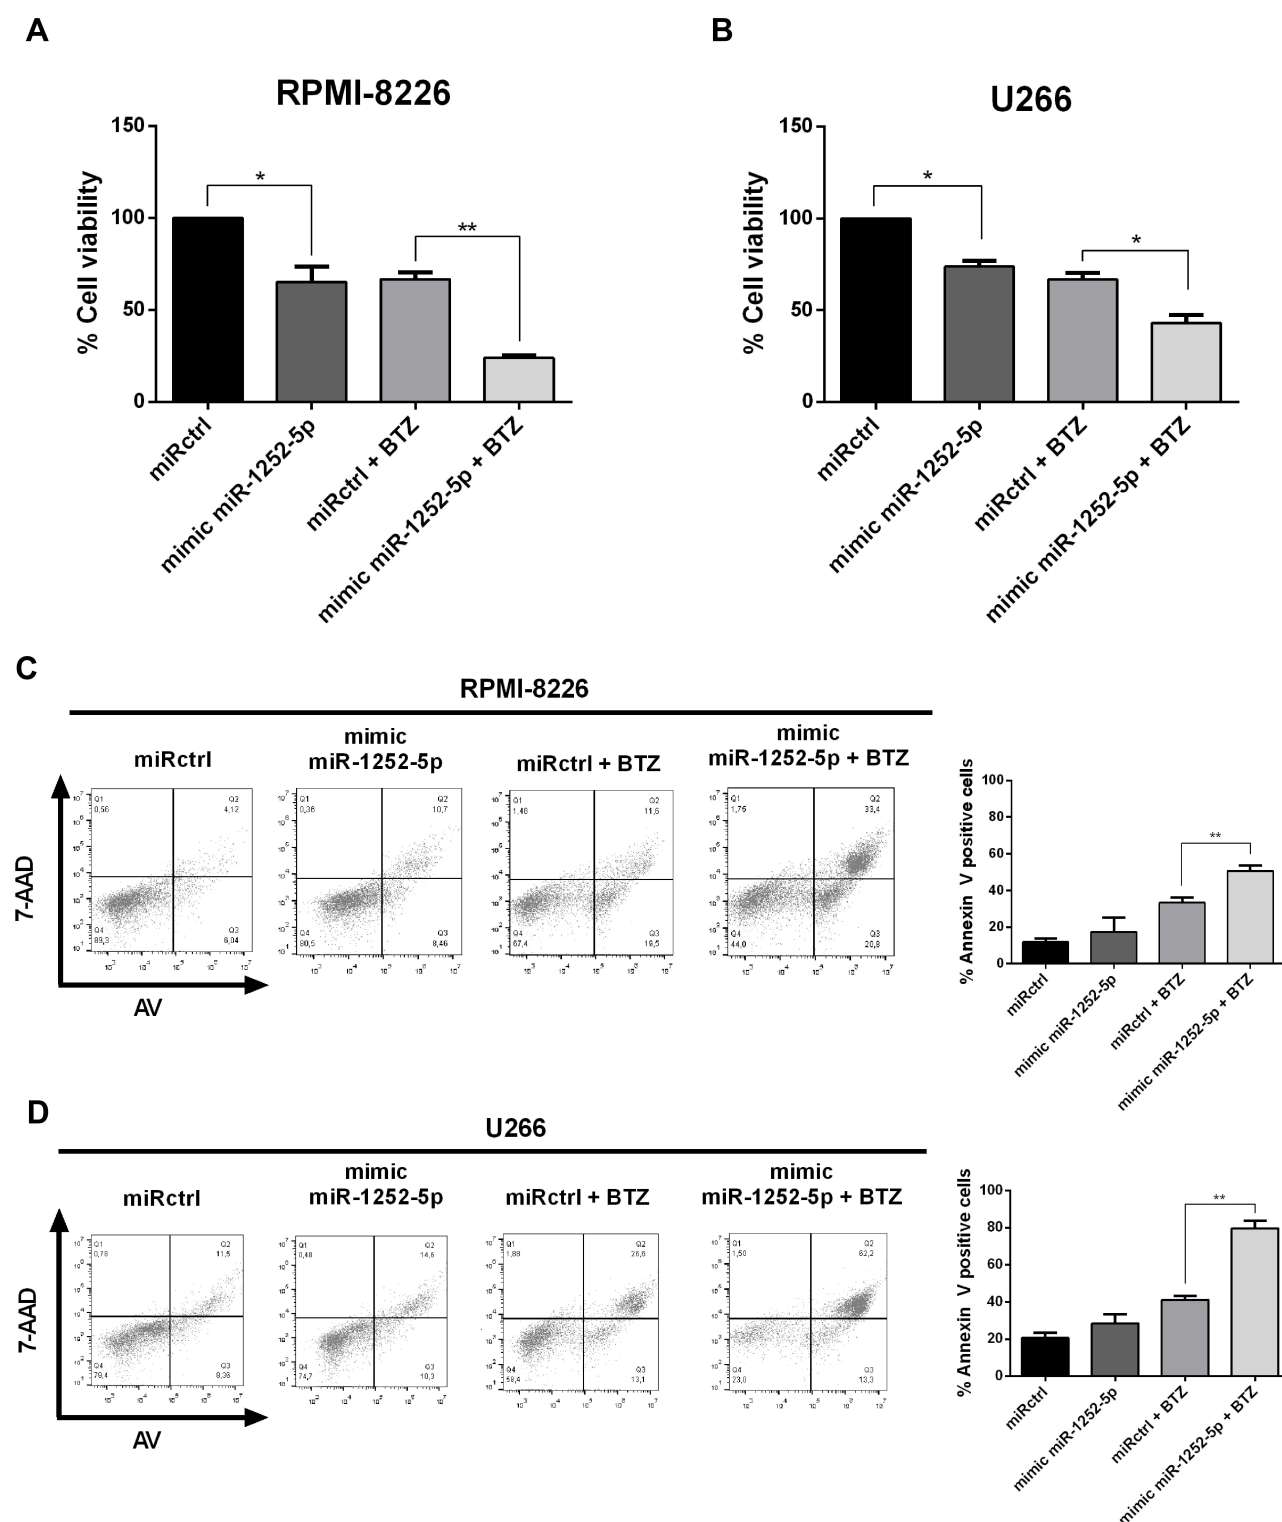 A
B
RPMI-8226
U266
% Cell viability
150
100
50
0
*
**
miRctrl
mimic miR-1252-5p
miRctrl + BTZ
mimic miR-1252-5p + BTZ
% Cell viability
150
100
50
0
*
*
miRctrl
mimic miR-1252-5p
miRctrl + BTZ
mimic miR-1252-5p + BTZ
C
RPMI-8226
miRctrl
mimic
miR-1252-5p
miRctrl + BTZ
mimic
miR-1252-5p + BTZ
7-AAD
AV
Q1
0,56
Q2
4,12
Q4
89,3
Q3
6,04
Q1
0,36
Q2
10,7
Q4
80,5
Q3
8,46
Q1
1,48
Q2
11,6
Q4
67,4
Q3
19,5
Q1
1,76
Q2
33,4
Q4
44,0
Q3
20,8
% Annexin V positive cells
100
80
60
40
20
0
**
miRctrl
mimic miR-1252-5p
miRctrl + BTZ
mimic miR-1252-5p + BTZ
D
U266
miRctrl
mimic
miR-1252-5p
miRctrl + BTZ
mimic
miR-1252-5p + BTZ
7-AAD
AV
Q1
0,78
Q2
11,5
Q4
79,4
Q3
8,36
Q1
0,48
Q2
14,6
Q4
74,7
Q3
10,3
Q1
1,88
Q2
26,6
Q4
58,4
Q3
13,1
Q1
1,50
Q2
62,2
Q4
23,0
Q3
13,3
% Annexin V positive cells
100
80
60
40
20
0
**
miRctrl
mimic miR-1252-5p
miRctrl + BTZ
mimic miR-1252-5p + BTZ